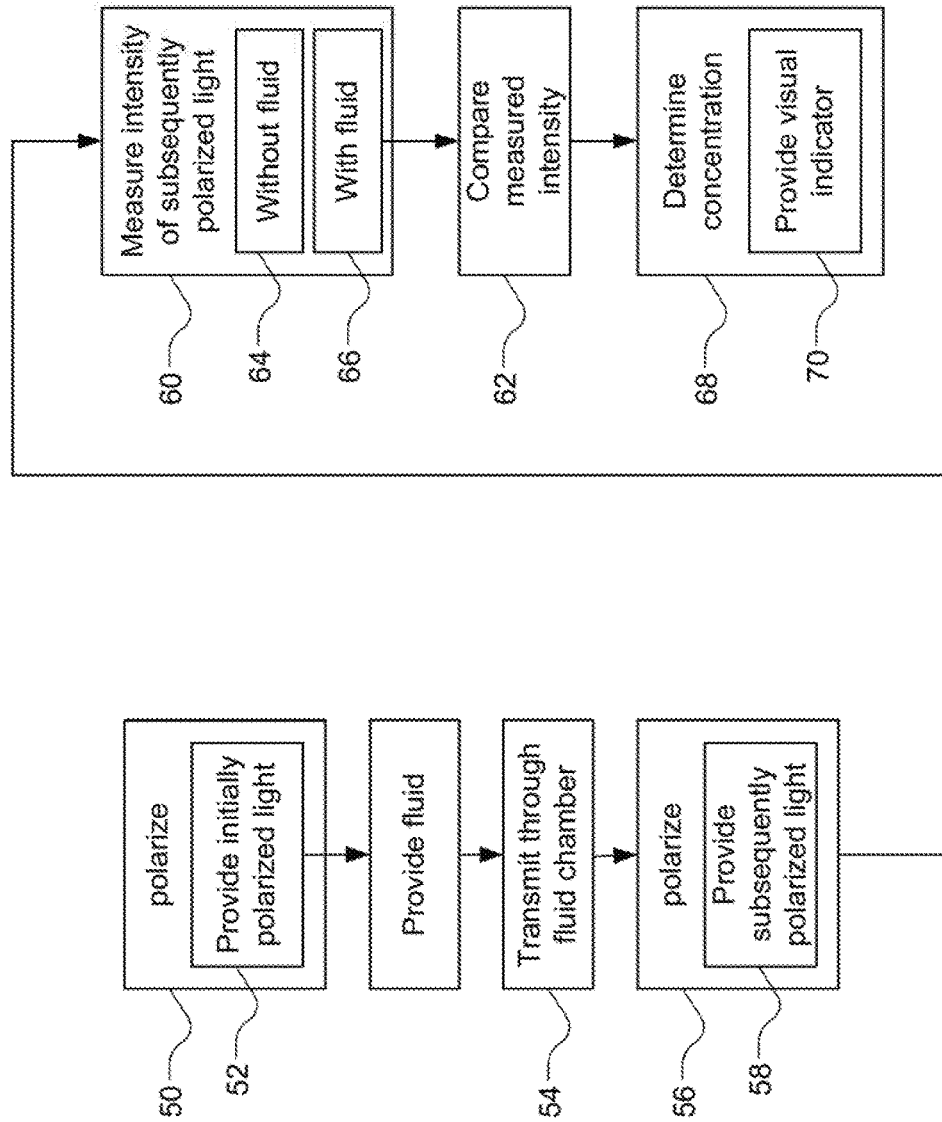 50
polarize
52
Provide initially
polarized light
Provide fluid
54
Transmit through
fluid chamber
56
polarize
58
Provide
subsequently
polarized light
60
Measure intensity
of subsequently
polarized light
64
Without fluid
66
With fluid
62
Compare
measured
intensity
68
Determine
concentration
70
Provide visual
indicator